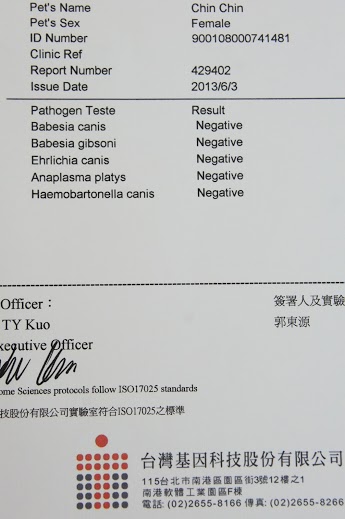 Pet's Name Chin Chin
Pet's Sex Female
ID Number 900108000741481
Clinic Ref
Report Number 429402
Issue Date 2013/6/3
Pathogen Teste Result
Babesia canis Negative
Babesia gibsoni Negative
Ehrlichia canis Negative
Anaplasma platys Negative
Haemobartonella canis Negative
Officer： 簽署人及實驗
TY Kuo 郭東源
xecutive Officer
ome Sciences protocols follow ISO17025 standards
技股份有限公司實驗室符合ISO17025之標準
台灣基因科技股份有限公司
115台北市南港區園區街3號12樓之1
南港軟體工業園區F棟
電話: (02)2655-8166 傳真: (02)2655-8266